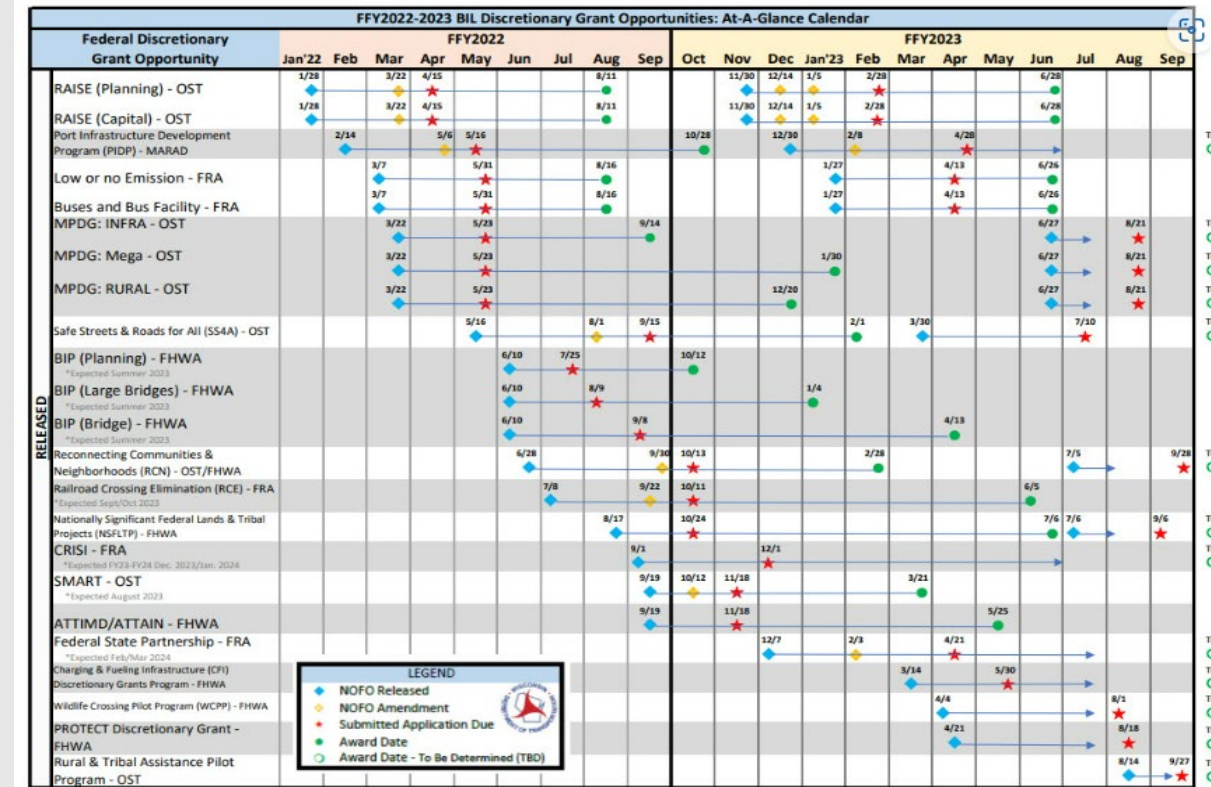 FFY2022-2023 BIL Discretionary Grant Opportunities: At-A-Glance Calendar
Federal Discretionary Grant Opportunity
FFY2022
FFY2023
Jan'22 Feb Mar Apr May Jun Jul Aug Sep Oct Nov Dec Jan'23 Feb Mar Apr May Jun Jul Aug Sep
RELEASED
1/28 3/22 4/15 8/11 11/30 12/14 1/5 2/28 6/28
RAISE (Planning) - OST
1/28 3/22 4/15 8/11 11/30 12/14 1/5 2/28 6/28
RAISE (Capital) - OST
Port Infrastructure Development
2/14 5/6 5/16 10/28 12/30 2/8 4/28
Program (PIDP) - MARAD
3/7 5/31 8/16 1/27 4/13 6/26
Low or no Emission - FRA
3/7 5/31 8/16 1/27 4/13 6/26
Buses and Bus Facility - FRA
MPDG: INFRA - OST
3/22 5/23 9/14 6/27 8/21
MPDG: Mega - OST
3/22 5/23 1/30 6/27 8/21
MPDG: RURAL - OST
3/22 5/23 12/20 6/27 8/21
5/16 8/1 9/15 2/1 3/30 7/10
Safe Streets & Roads for All (SS4A) - OST
BIP (Planning) - FHWA
6/10 7/25 10/12
*Expected Summer 2023
BIP (Large Bridges) - FHWA
6/10 8/9 1/4
*Expected Summer 2023
BIP (Bridge) - FHWA
6/10 9/8 4/13
*Expected Summer 2023
Reconnecting Communities &
6/28 9/30 10/13 2/28 7/5 9/28
Neighborhoods (RCN) - OST/FHWA
Railroad Crossing Elimination (RCE) - FRA
7/8 9/22 10/11 6/5
*Expected Sept/Oct 2023
Nationally Significant Federal Lands & Tribal
8/17 10/24 7/6 7/6 9/6
Projects (NSFLTP) - FHWA
CRISI - FRA
9/1 12/1
*Expected FY23-FY24 Dec. 2023/Jan. 2024
SMART - OST
9/19 10/12 11/18 3/21
*Expected August 2023
9/19 11/18 5/25
ATTIMD/ATTAIN - FHWA
Federal State Partnership - FRA
12/7 2/3 4/21
*Expected Feb/Mar 2024
Charging & Fueling Infrastructure (CFI)
3/14 5/30
Discretionary Grants Program - FHWA
4/4 8/1
Wildlife Crossing Pilot Program (WCPP) - FHWA
PROTECT Discretionary Grant -
4/21 8/18
FHWA
Rural & Tribal Assistance Pilot
8/14 9/27
Program - OST
LEGEND
NOFO Released
NOFO Amendment
Submitted Application Due
Award Date
Award Date - To Be Determined (TBD)